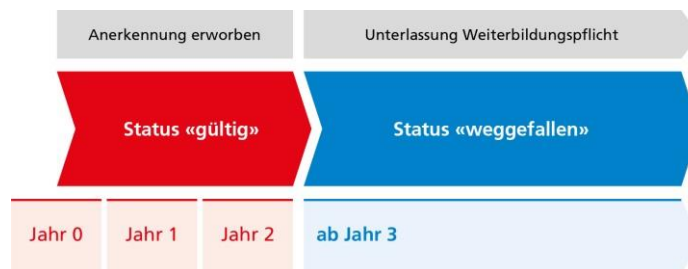 Anerkennung erworben
Unterlassung Weiterbildungspflicht
Status «gültig»
Status «weggefallen»
Jahr 0
Jahr 1
Jahr 2
ab Jahr 3